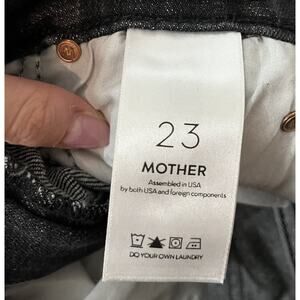 23
MOTHER
Assembled in USA
by both USA and foreign components
DO YOUR OWN LAUNDRY